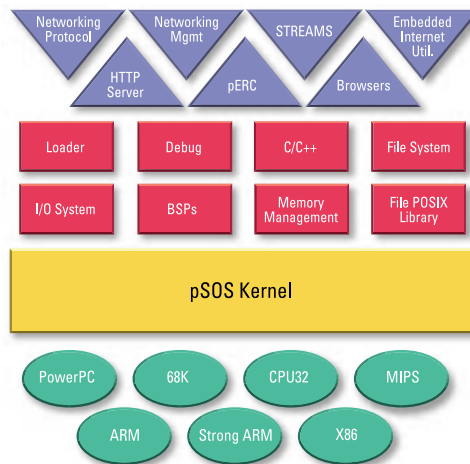 Networking
Protocol
Networking
Mgmt
STREAMS
Embedded
Internet
Util.
HTTP
Server
pERC
Browsers
Loader
Debug
C/C++
File System
I/O System
BSPs
Memory
Management
File POSIX
Library
pSOS Kernel
PowerPC
68K
CPU32
MIPS
ARM
Strong ARM
X86